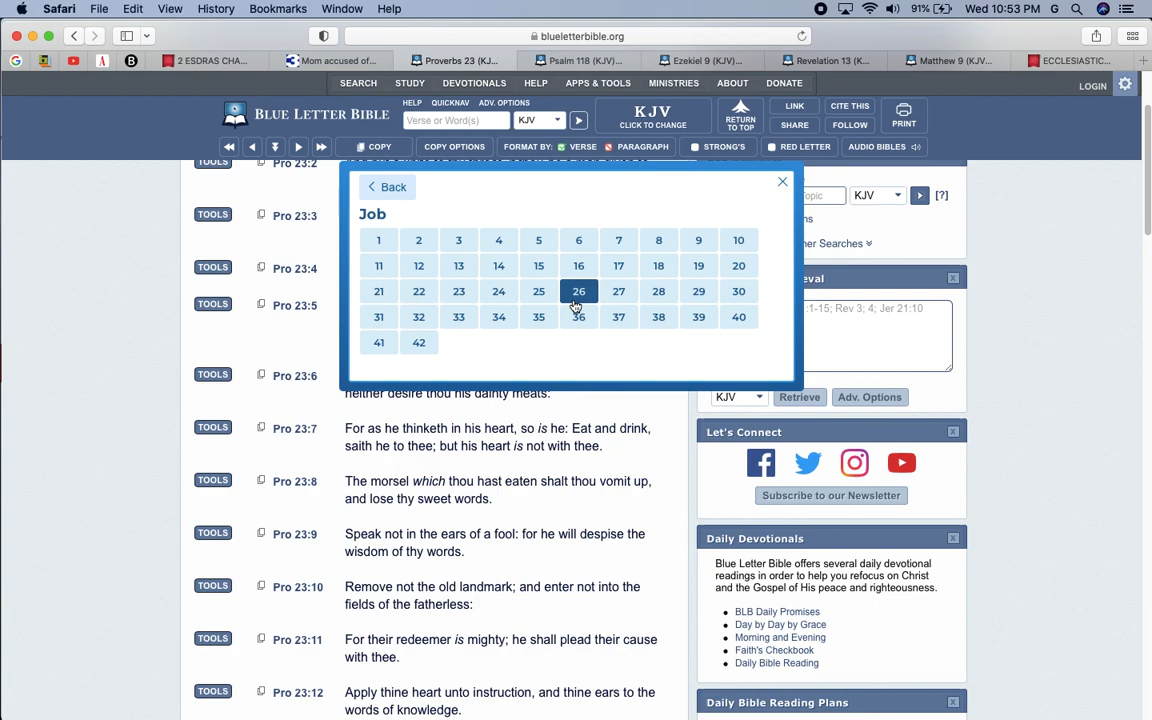 Safari File Edit View History Bookmarks Window Help 91% Wed 10:53 PM G
blueletterbible.org
2 ESDRAS CHA... Mom accused of... Proverbs 23 (KJ... Psalm 118 (KJV)... Ezekiel 9 (KJV)... Revelation 13 (K... Matthew 9 (KJV... ECCLESIASTIC...
SEARCH STUDY DEVOTIONALS HELP APPS & TOOLS MINISTRIES ABOUT DONATE LOGIN
BLUE LETTER BIBLE
HELP QUICKNAV ADV. OPTIONS
Verse or Word(s) KJV
KJV
CLICK TO CHANGE
RETURN
TO TOP
LINK CITE THIS
SHARE FOLLOW
PRINT
COPY COPY OPTIONS FORMAT BY: VERSE PARAGRAPH STRONG'S RED LETTER AUDIO BIBLES
TOOLS Pro 23:2
Back
Job
1 2 3 4 5 6 7 8 9 10
11 12 13 14 15 16 17 18 19 20
21 22 23 24 25 26 27 28 29 30
31 32 33 34 35 36 37 38 39 40
41 42
TOOLS Pro 23:3
TOOLS Pro 23:4
TOOLS Pro 23:5
TOOLS Pro 23:6
neither desire thou his dainty meats:
TOOLS Pro 23:7 For as he thinketh in his heart, so is he: Eat and drink,
saith he to thee; but his heart is not with thee.
TOOLS Pro 23:8 The morsel which thou hast eaten shalt thou vomit up,
and lose thy sweet words.
TOOLS Pro 23:9 Speak not in the ears of a fool: for he will despise the
wisdom of thy words.
TOOLS Pro 23:10 Remove not the old landmark; and enter not into the
fields of the fatherless:
TOOLS Pro 23:11 For their redeemer is mighty; he shall plead their cause
with thee.
TOOLS Pro 23:12 Apply thine heart unto instruction, and thine ears to the
words of knowledge.
Topic KJV [?]
ns
her Searches
eval
:1-15; Rev 3; 4; Jer 21:10
KJV Retrieve Adv. Options
Let's Connect
Subscribe to our Newsletter
Daily Devotionals
Blue Letter Bible offers several daily devotional
readings in order to help you refocus on Christ
and the Gospel of His peace and righteousness.
BLB Daily Promises
Day by Day by Grace
Morning and Evening
Faith's Checkbook
Daily Bible Reading
Daily Bible Reading Plans